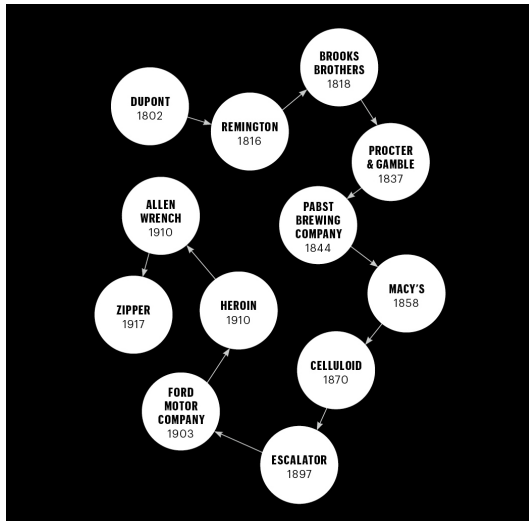 DUPONT
1802
REMINGTON
1816
BROOKS
BROTHERS
1818
PROCTER
& GAMBLE
1837
PABST
BREWING
COMPANY
1844
MACY'S
1858
CELLULOID
1870
ESCALATOR
1897
FORD
MOTOR
COMPANY
1903
HEROIN
1910
ALLEN
WRENCH
1910
ZIPPER
1917